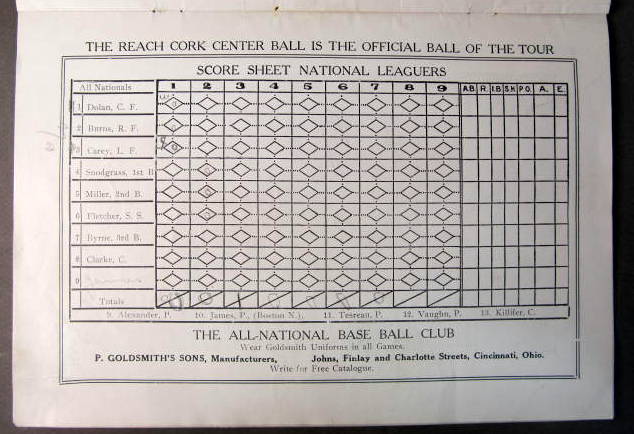 THE REACH CORK CENTER BALL IS THE OFFICIAL BALL OF THE TOUR
SCORE SHEET NATIONAL LEAGUERS
All Nationals 1 2 3 4 5 6 7 8 9 A.B. R. 1.B. S.H. P.O. A. E.
1 Dolan, C. F.
2 Burns, R. F.
3 Carey, L. F.
4 Snodgrass, 1st B
5 Miller, 2nd B.
6 Fletcher, S. S.
7 Byrne, 3rd B.
8 Clarke, C.
9
Totals
9. Alexander, P. 10. James, P., (Boston N.), 11. Tesreau, P. 12. Vaughn, P. 13. Killifer, C.
THE ALL-NATIONAL BASE BALL CLUB
Wear Goldsmith Uniforms in all Games.
P. GOLDSMITH'S SONS, Manufacturers, Johns, Finlay and Charlotte Streets, Cincinnati, Ohio.
Write for Free Catalogue.